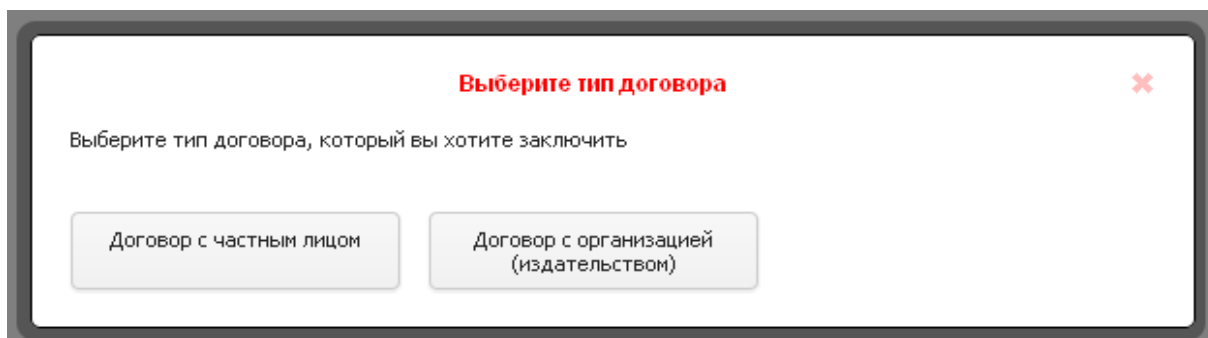 Выберите тип договора
Выберите тип договора, который вы хотите заключить
Договор с частным лицом
Договор с организацией
(издательством)